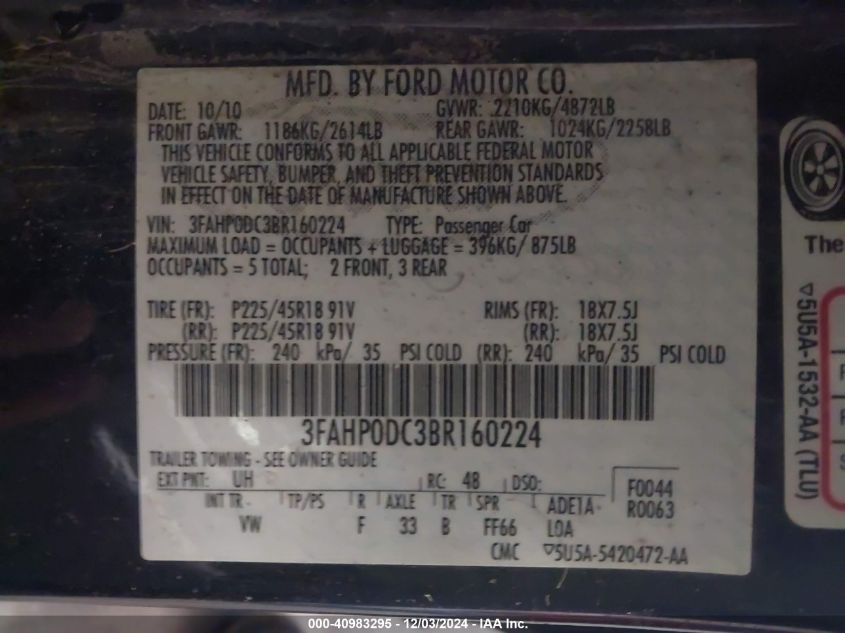 MFD. BY FORD MOTOR CO.
DATE: 10/10 GVWR: 2210KG/4872LB
FRONT GAWR: 1186KG/2614LB REAR GAWR: 1024KG/2258LB
THIS VEHICLE CONFORMS TO ALL APPLICABLE FEDERAL MOTOR
VEHICLE SAFETY, BUMPER, AND THEFT PREVENTION STANDARDS
IN EFFECT ON THE DATE OF MANUFACTURE SHOWN ABOVE.
VIN: 3FAHP0DC3BR160224 TYPE: Passenger Car
MAXIMUM LOAD = OCCUPANTS + LUGGAGE = 396KG/ 875LB
OCCUPANTS = 5 TOTAL; 2 FRONT, 3 REAR
TIRE (FR): P225/45R18 91V RIMS (FR): 18X7.5J
(RR): P225/45R18 91V (RR): 18X7.5J
PRESSURE (FR): 240 kPa/ 35 PSI COLD (RR): 240 kPa/ 35 PSI COLD
3FAHP0DC3BR160224
TRAILER TOWING - SEE OWNER GUIDE
EXT PNT: UH RC: 48 DSO: F0044
INT TR TP/PS R AXLE TR SPR ADE1A R0063
VW F 33 B FF66 LOA
CMC ▽5U5A-5420472-AA
The
▽5U5A-1532-AA (TLU)
000-40983295 - 12/03/2024 - IAA Inc.